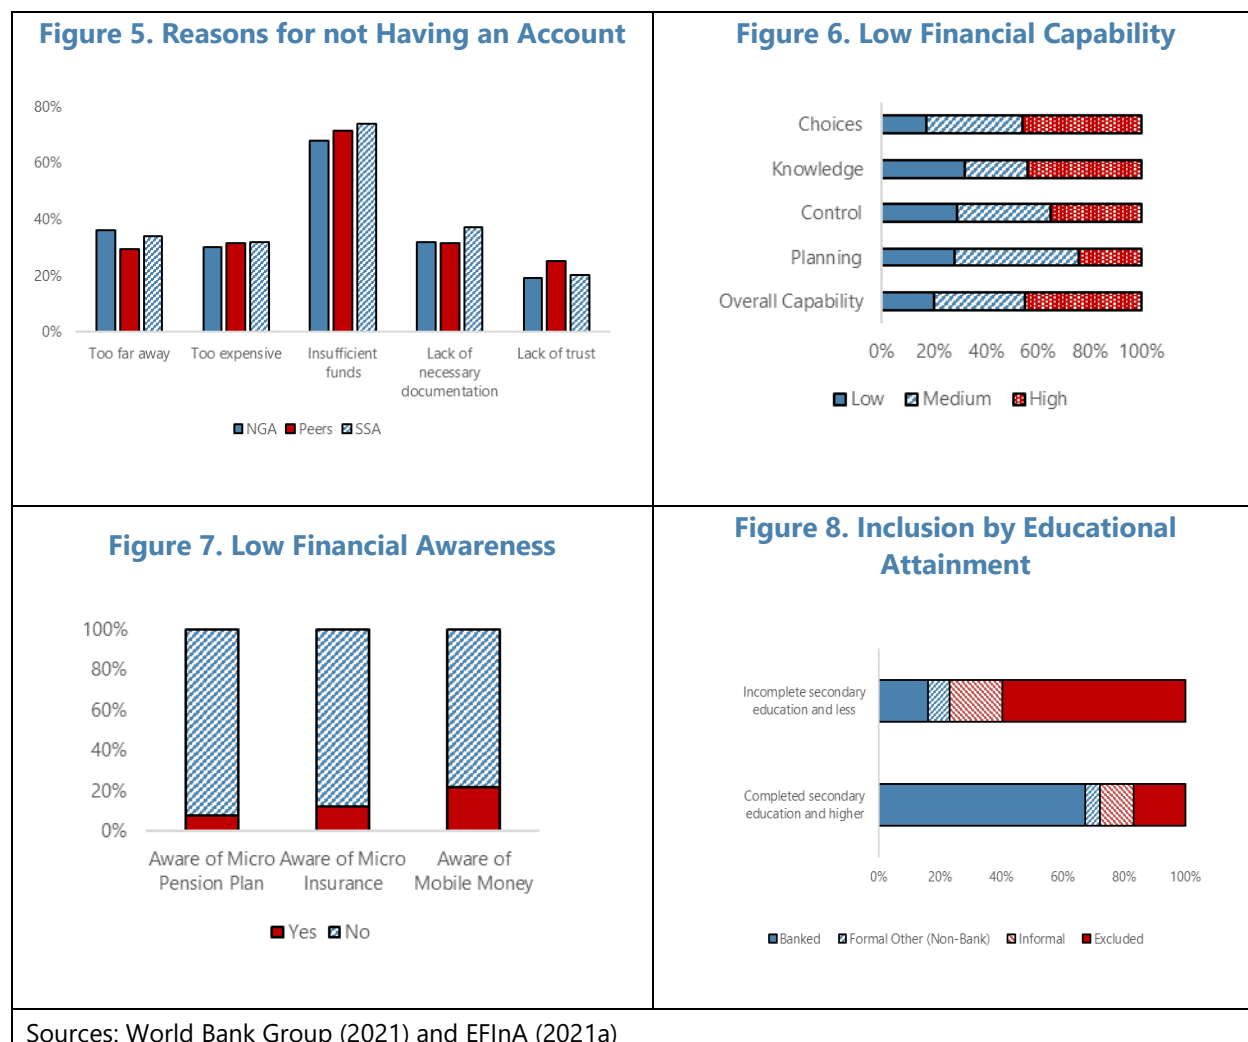 Figure 5. Reasons for not Having an Account
80%
60%
40%
20%
0%
Too far away
Too expensive
Insufficient
funds
Lack of
necessary
documentation
Lack of trust
NGA Peers SSA
Figure 6. Low Financial Capability
Choices
Knowledge
Control
Planning
Overall Capability
0% 20% 40% 60% 80% 100%
Low Medium High
Figure 7. Low Financial Awareness
100%
80%
60%
40%
20%
0%
Aware of Micro
Pension Plan
Aware of Micro
Insurance
Aware of
Mobile Money
Yes No
Figure 8. Inclusion by Educational
Attainment
Incomplete secondary
education and less
Completed secondary
education and higher
0% 20% 40% 60% 80% 100%
Banked Formal Other (Non-Bank) Informal Excluded
Sources: World Bank Group (2021) and EFInA (2021a)